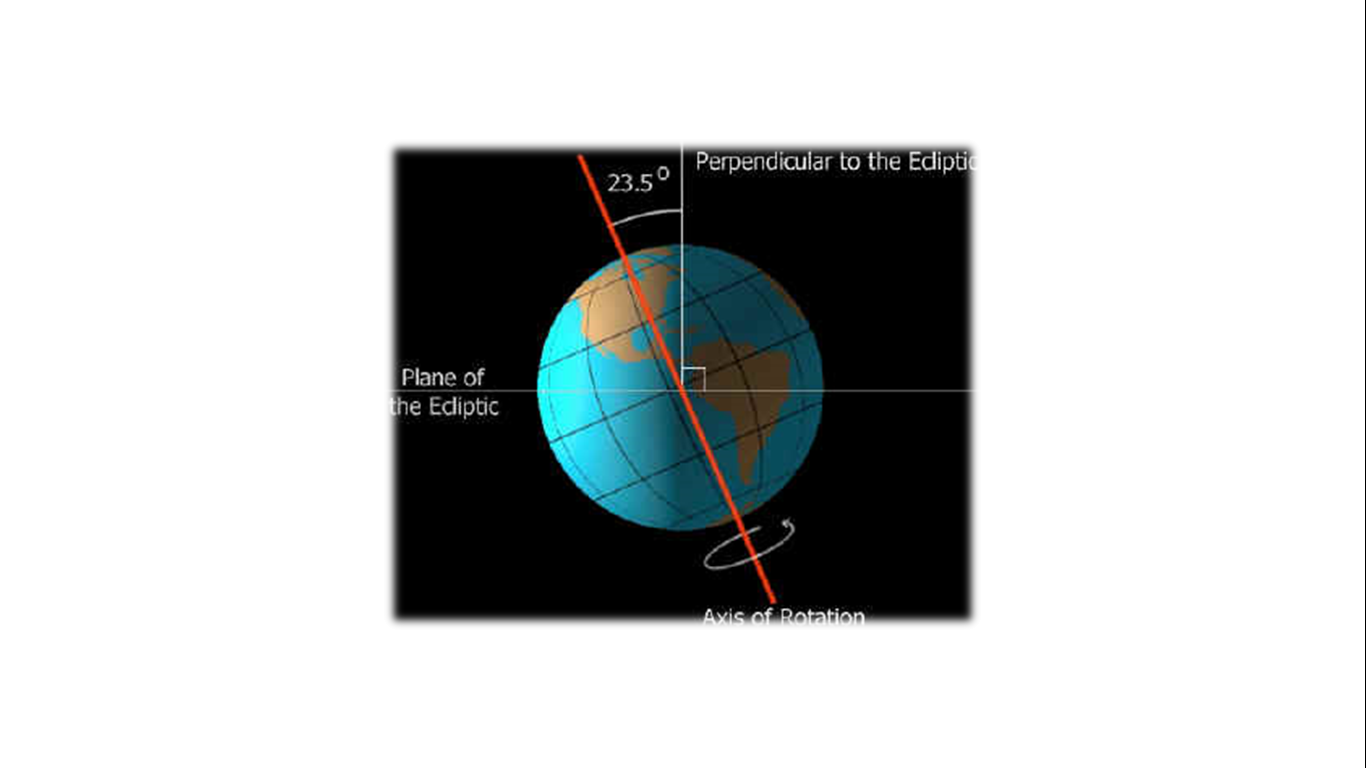 Perpendicular to the Ecliptic
23.5°
Plane of
the Ecliptic
Axis of Rotation